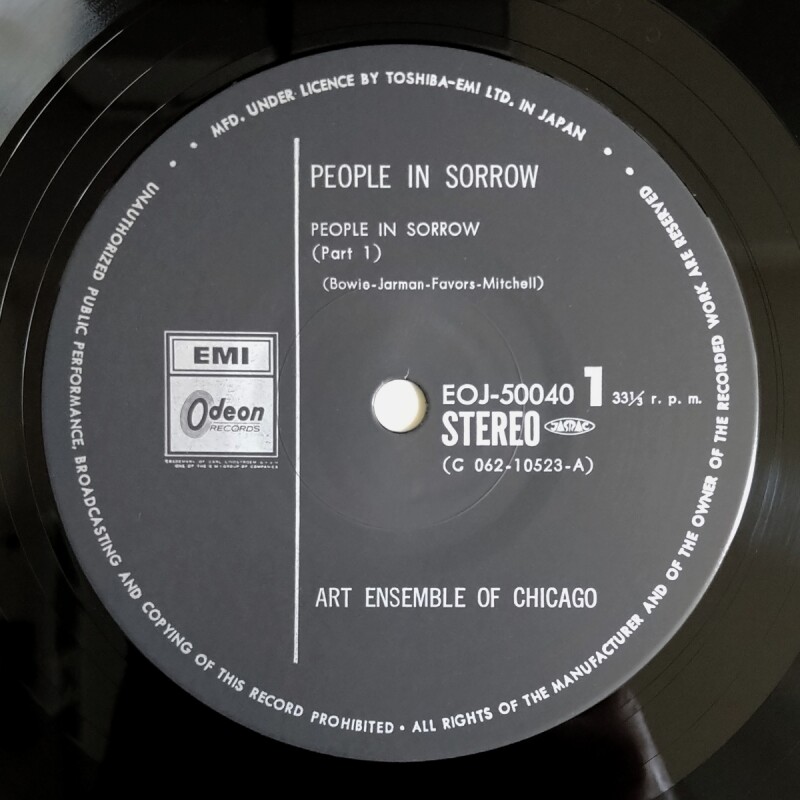 MFD. UNDER LICENCE BY TOSHIBA-EMI LTD. IN JAPAN
PEOPLE IN SORROW
PEOPLE IN SORROW
(Part 1)
(Bowie-Jarman-Favors-Mitchell)
EMI
Odeon
RECORDS
EOJ-50040 1 33⅓ r. p. m.
STEREO JASRAC
(C 062-10523-A)
ART ENSEMBLE OF CHICAGO
UNAUTHORIZED PUBLIC PERFORMANCE, BROADCASTING AND COPYING OF THIS RECORD PROHIBITED • ALL RIGHTS OF THE MANUFACTURER AND OF THE OWNER OF THE RECORDED WORK ARE RESERVED